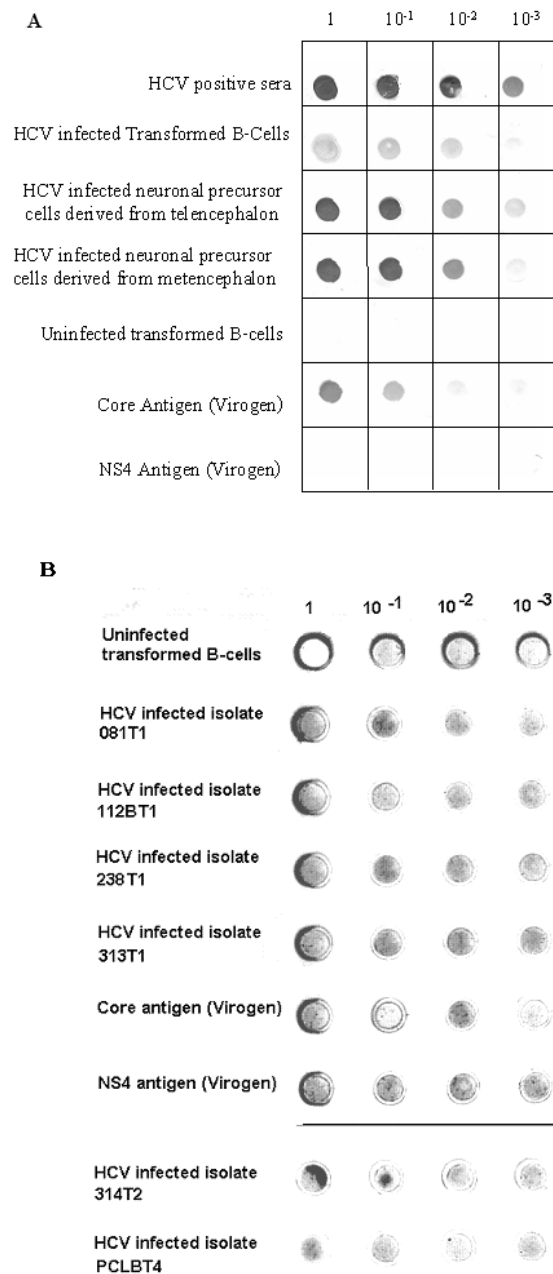 A
1 10⁻¹ 10⁻² 10⁻³
HCV positive sera
HCV infected Transformed B-Cells
HCV infected neuronal precursor
cells derived from telencephalon
HCV infected neuronal precursor
cells derived from metencephalon
Uninfected transformed B-cells
Core Antigen (Virogen)
NS4 Antigen (Virogen)
B
1 10⁻¹ 10⁻² 10⁻³
Uninfected
transformed B-cells
HCV infected isolate
081T1
HCV infected isolate
112BT1
HCV infected isolate
238T1
HCV infected isolate
313T1
Core antigen (Virogen)
NS4 antigen (Virogen)
HCV infected isolate
314T2
HCV infected isolate
PCLBT4